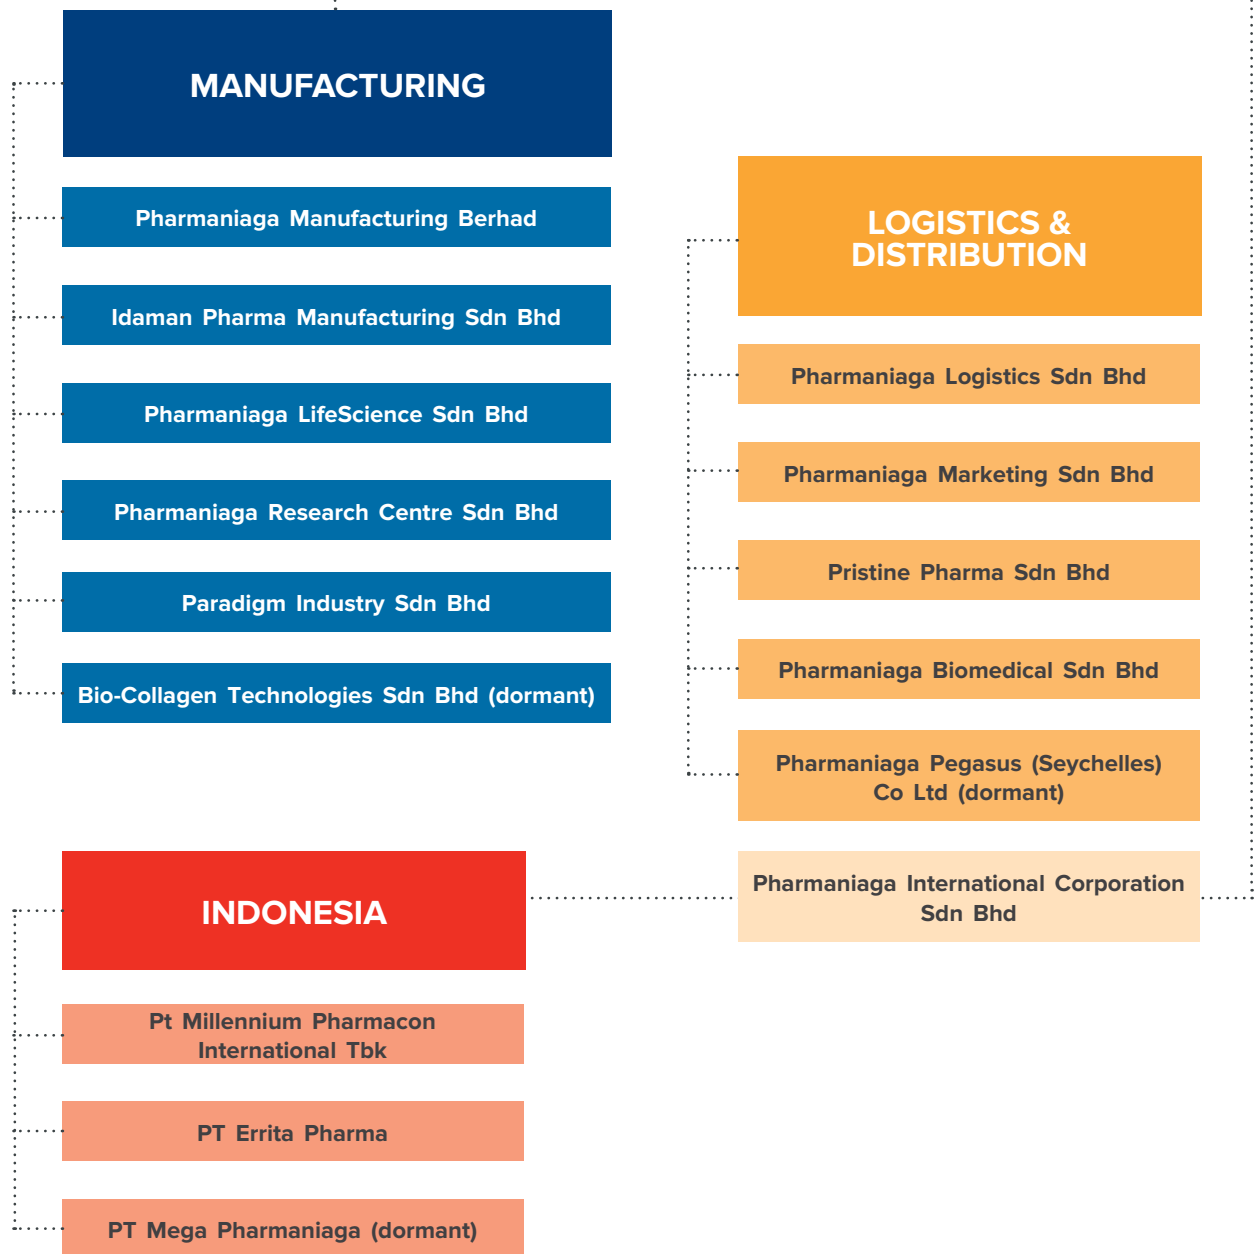 MANUFACTURING
Pharmaniaga Manufacturing Berhad
Idaman Pharma Manufacturing Sdn Bhd
Pharmaniaga LifeScience Sdn Bhd
Pharmaniaga Research Centre Sdn Bhd
Paradigm Industry Sdn Bhd
Bio-Collagen Technologies Sdn Bhd (dormant)
LOGISTICS &
DISTRIBUTION
Pharmaniaga Logistics Sdn Bhd
Pharmaniaga Marketing Sdn Bhd
Pristine Pharma Sdn Bhd
Pharmaniaga Biomedical Sdn Bhd
Pharmaniaga Pegasus (Seychelles)
Co Ltd (dormant)
Pharmaniaga International Corporation
Sdn Bhd
INDONESIA
Pt Millennium Pharmacon
International Tbk
PT Errita Pharma
PT Mega Pharmaniaga (dormant)